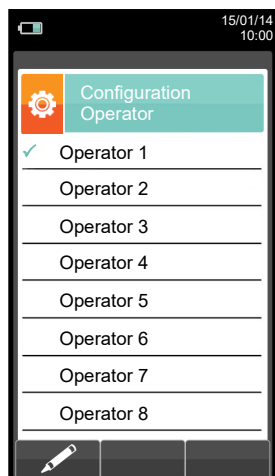 15/01/14
10:00
Configuration
Operator
Operator 1
Operator 2
Operator 3
Operator 4
Operator 5
Operator 6
Operator 7
Operator 8